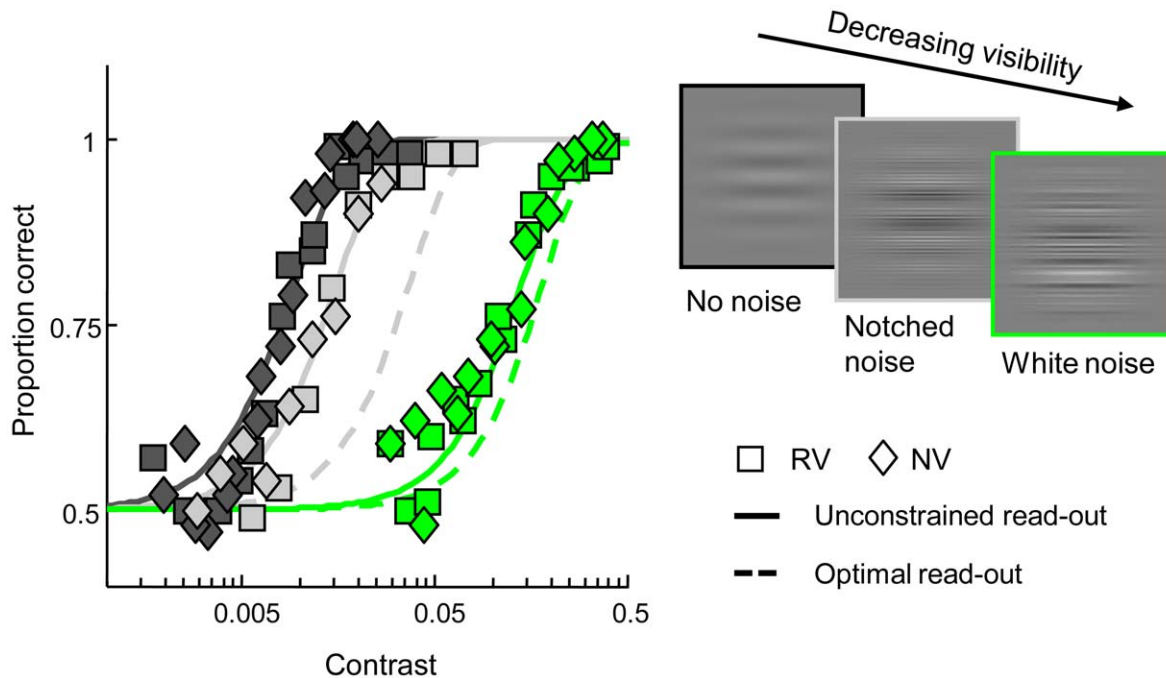 Decreasing visibility
1
0.75
0.5
Proportion correct
0.005
0.05
0.5
Contrast
No noise
Notched
noise
White noise
RV
NV
Unconstrained read-out
Optimal read-out